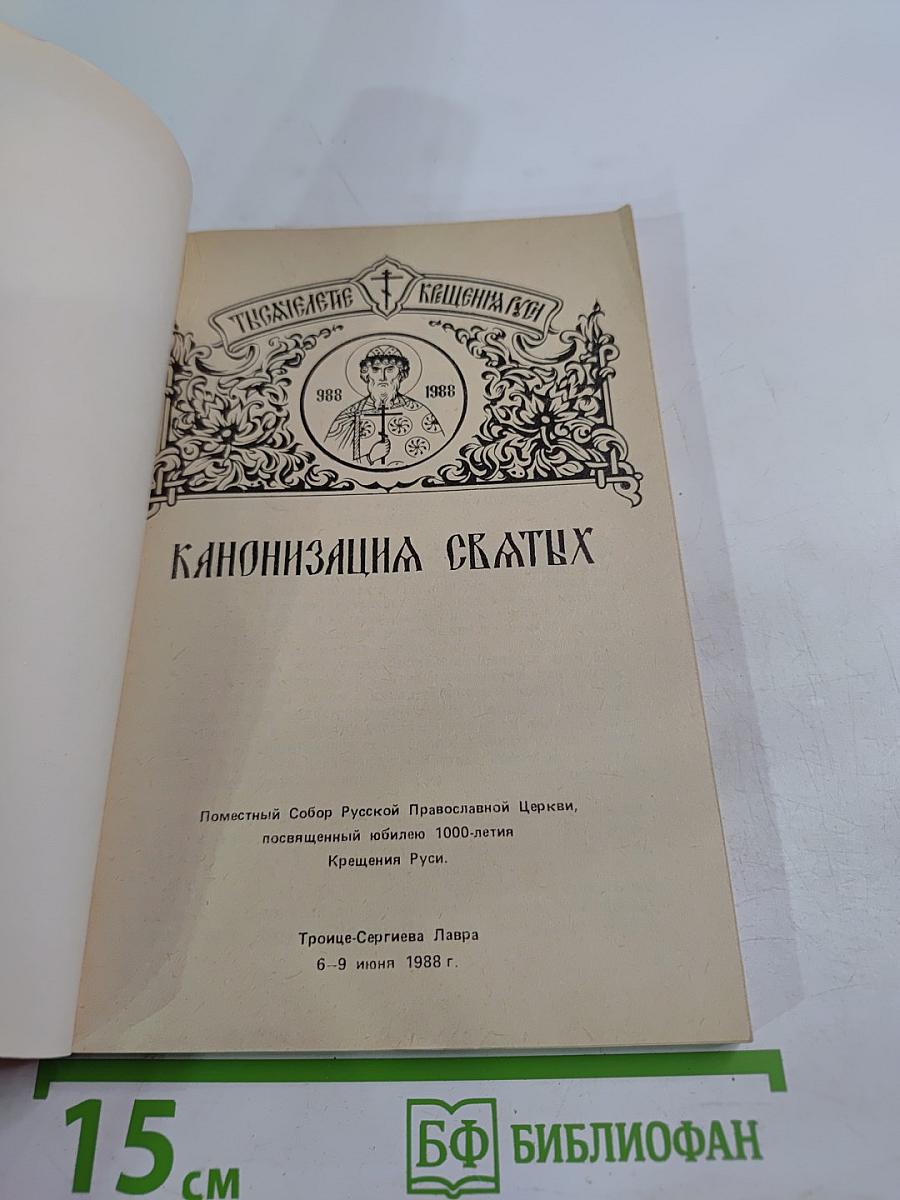 ТЫСЯЧЕЛЕТИЕ КРЕЩЕНИЯ РУСИ
988 1988
КАНОНИЗАЦИЯ СВЯТЫХ
Поместный Собор Русской Православной Церкви,
посвященный юбилею 1000-летия
Крещения Руси.
Троице-Сергиева Лавра
6–9 июня 1988 г.
15 см БФ БИБЛИОФАН